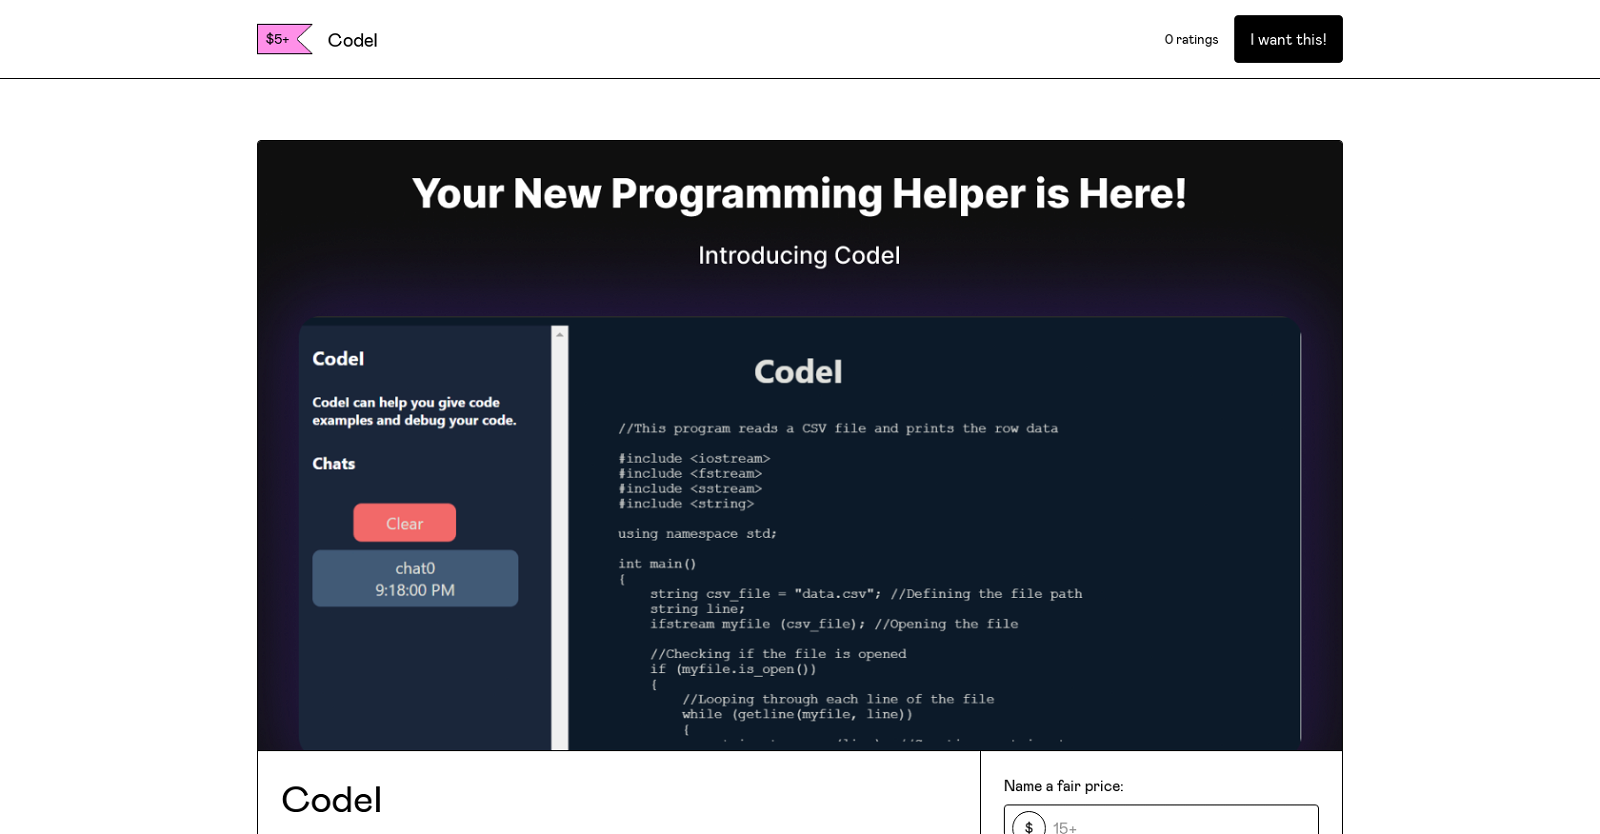 $5+
Codel
0 ratings
I want this!
Your New Programming Helper is Here!
Introducing Codel
Codel
Codel can help you give code
examples and debug your code.
Chats
Clear
chat0
9:18:00 PM
Codel
//This program reads a CSV file and prints the row data
#include <iostream>
#include <fstream>
#include <sstream>
#include <string>
using namespace std;
int main()
{
string csv_file = "data.csv"; //Defining the file path
string line;
ifstream myfile (csv_file); //Opening the file
//Checking if the file is opened
if (myfile.is_open())
{
//Looping through each line of the file
while (getline(myfile, line))
{
Codel
Name a fair price:
$
15+